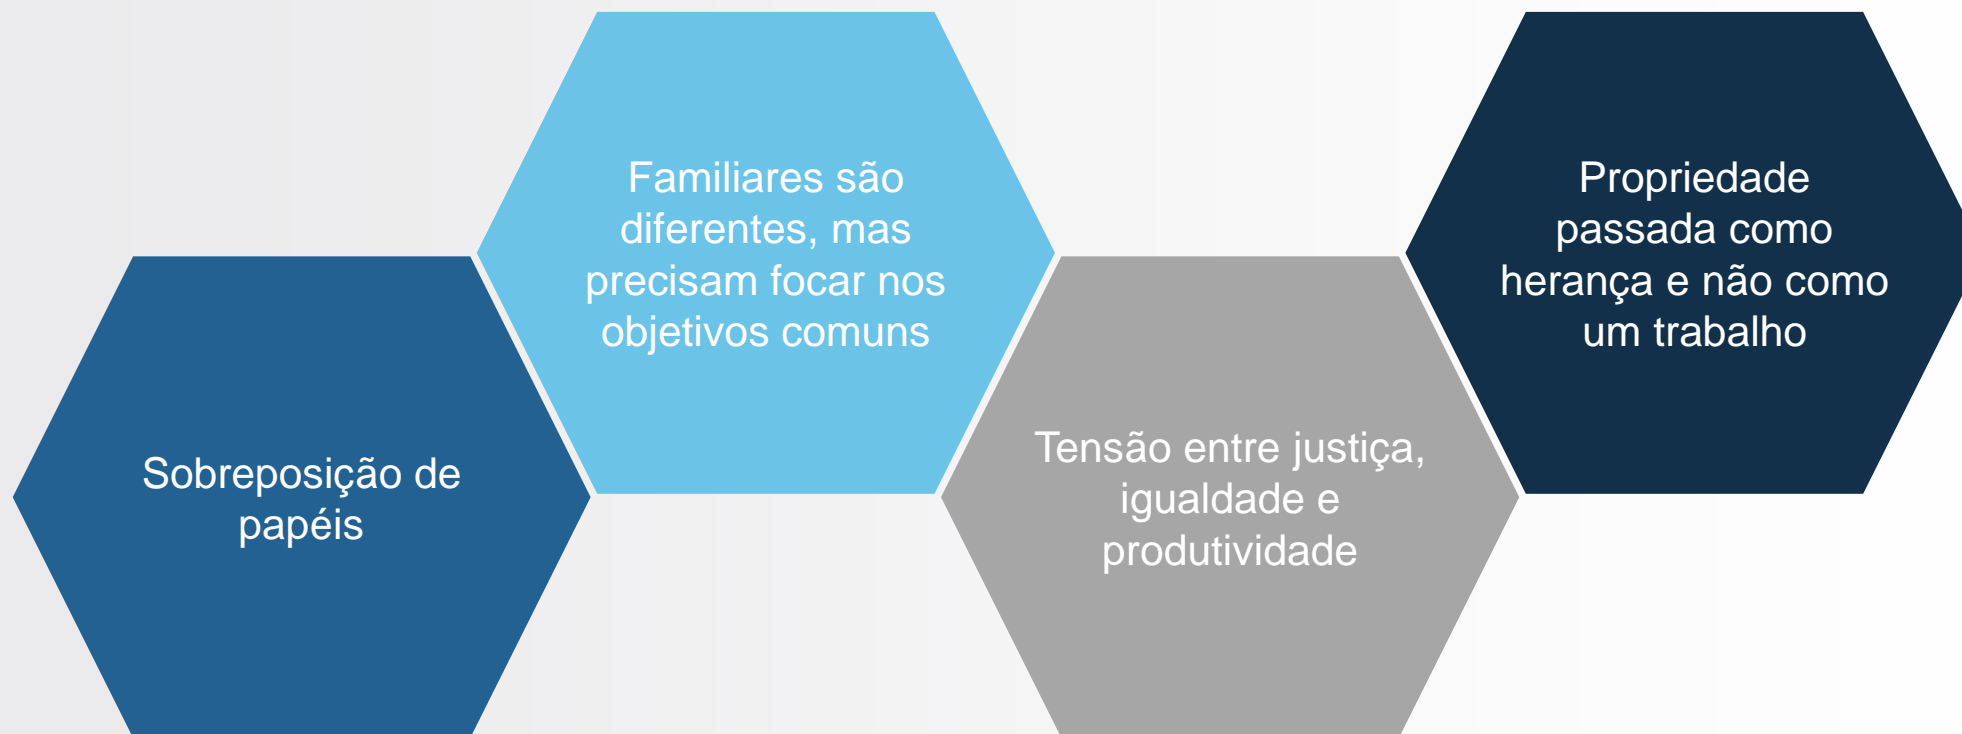 Sobreposição de
papéis
Familiares são
diferentes, mas
precisam focar nos
objetivos comuns
Tensão entre justiça,
igualdade e
produtividade
Propriedade
passada como
herança e não como
um trabalho